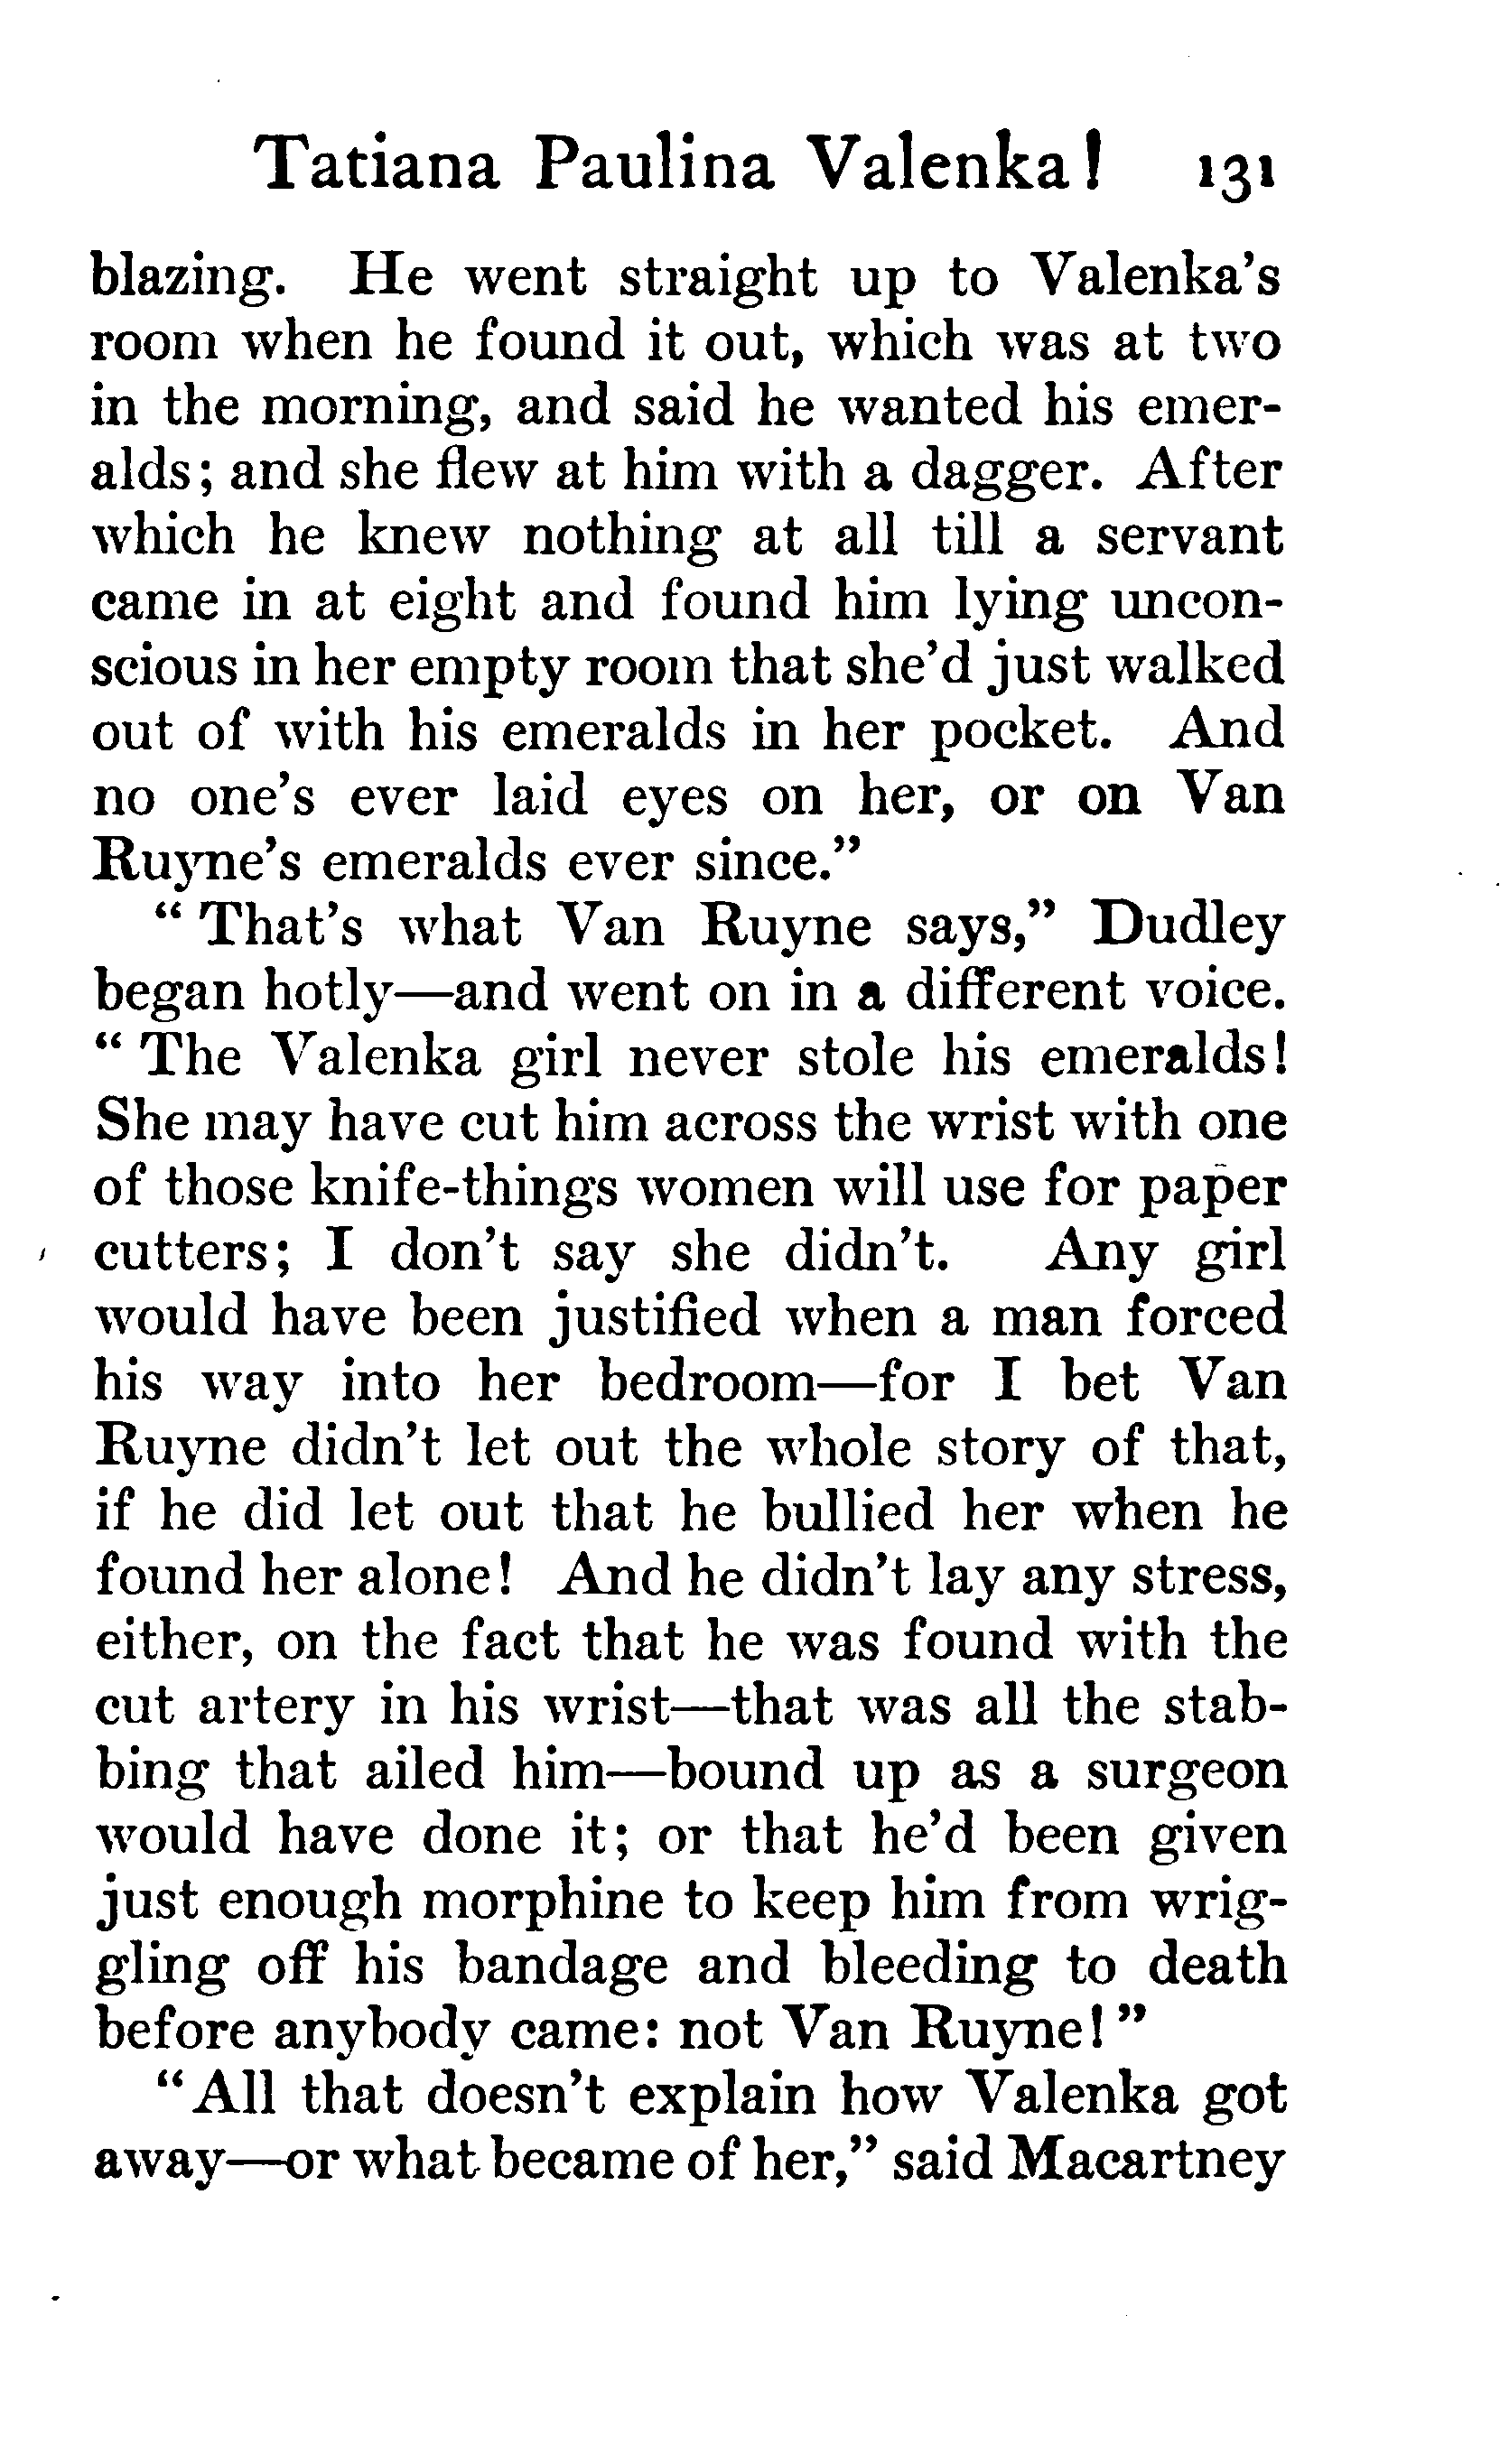 Tatiana Paulina Valenka! 131
blazing. He went straight up to Valenka's
room when he found it out, which was at two
in the morning, and said he wanted his emer-
alds; and she flew at him with a dagger. After
which he knew nothing at all till a servant
came in at eight and found him lying uncon-
scious in her empty room that she'd just walked
out of with his emeralds in her pocket. And
no one's ever laid eyes on her, or on Van
Ruyne's emeralds ever since."
"That's what Van Ruyne says," Dudley
began hotly—and went on in a different voice.
"The Valenka girl never stole his emeralds!
She may have cut him across the wrist with one
of those knife-things women will use for paper
cutters; I don't say she didn't. Any girl
would have been justified when a man forced
his way into her bedroom—for I bet Van
Ruyne didn't let out the whole story of that,
if he did let out that he bullied her when he
found her alone! And he didn't lay any stress,
either, on the fact that he was found with the
cut artery in his wrist—that was all the stab-
bing that ailed him—bound up as a surgeon
would have done it; or that he'd been given
just enough morphine to keep him from wrig-
gling off his bandage and bleeding to death
before anybody came: not Van Ruyne!"
"All that doesn't explain how Valenka got
away—or what became of her," said Macartney